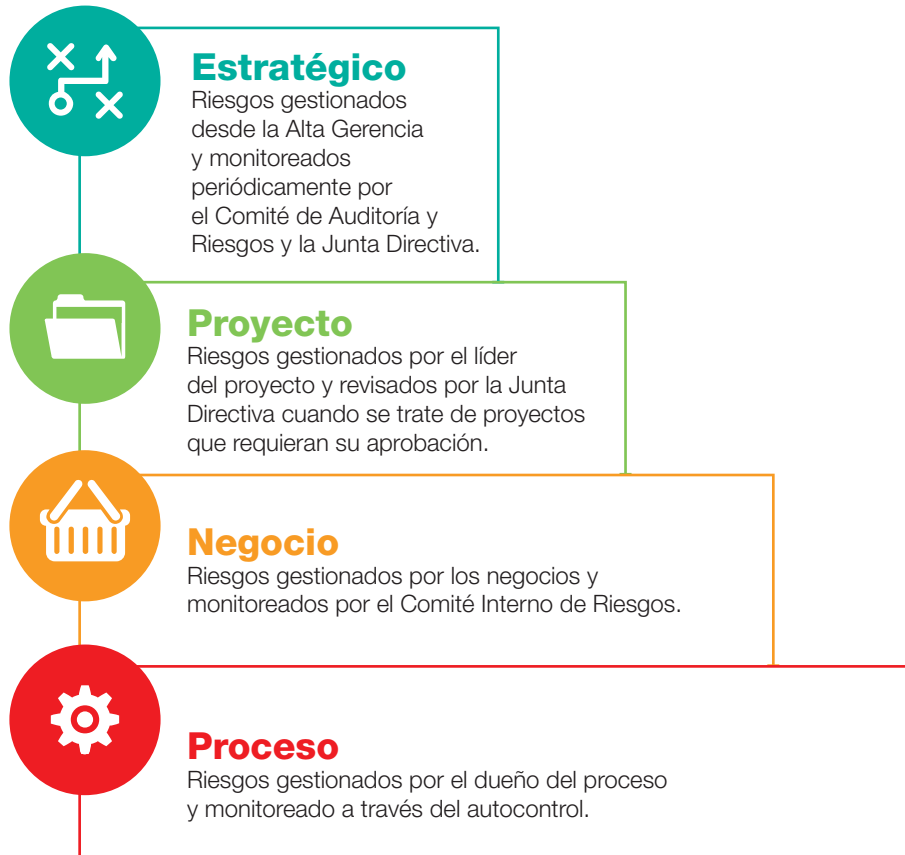 Estratégico
Riesgos gestionados
desde la Alta Gerencia
y monitoreados
periódicamente por
el Comité de Auditoría y
Riesgos y la Junta Directiva.
Proyecto
Riesgos gestionados por el líder
del proyecto y revisados por la Junta
Directiva cuando se trate de proyectos
que requieran su aprobación.
Negocio
Riesgos gestionados por los negocios y
monitoreados por el Comité Interno de Riesgos.
Proceso
Riesgos gestionados por el dueño del proceso
y monitoreado a través del autocontrol.